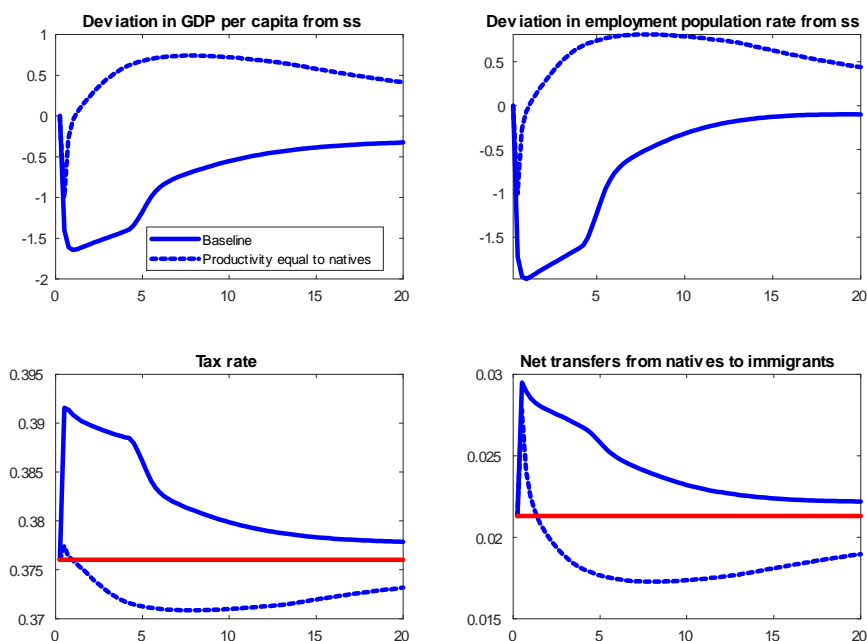 Deviation in GDP per capita from ss
1
0.5
0
-0.5
-1
-1.5
-2
0 5 10 15 20
Baseline
Productivity equal to natives
Deviation in employment population rate from ss
0.5
0
-0.5
-1
-1.5
5 10 15 20
Tax rate
0.395
0.39
0.385
0.38
0.375
0.37
0 5 10 15 20
Net transfers from natives to immigrants
0.03
0.025
0.02
0.015
0 5 10 15 20